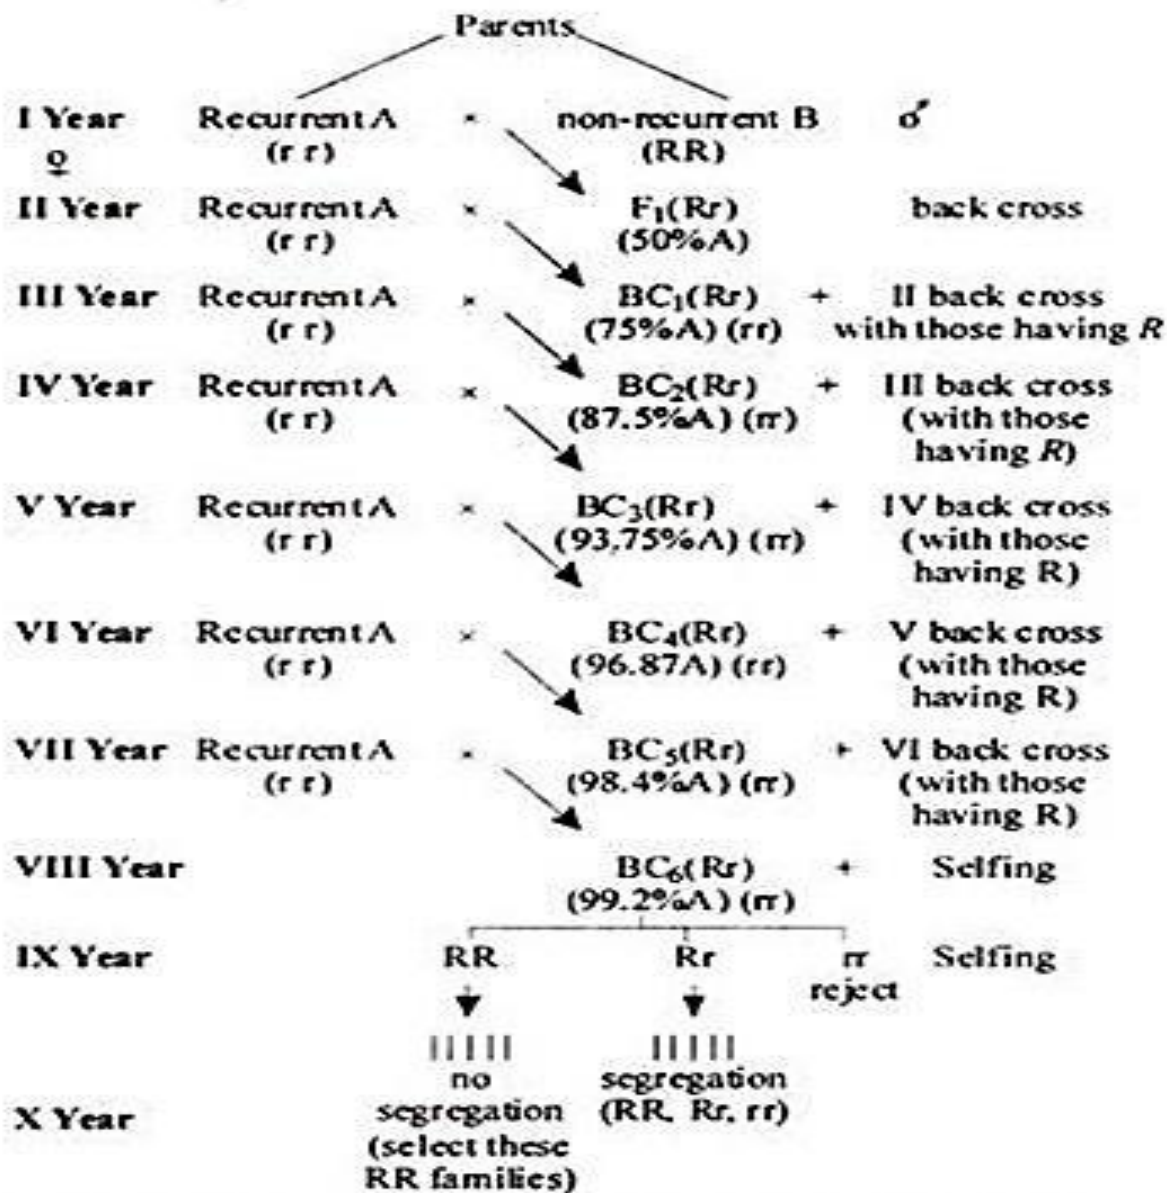 Parents
I Year Recurrent A × non-recurrent B ♂
♀ (r r) (RR)
II Year Recurrent A × F₁(Rr) back cross
(r r) (50%A)
III Year Recurrent A × BC₁(Rr) + II back cross
(r r) (75%A) (rr) with those having R
IV Year Recurrent A × BC₂(Rr) + III back cross
(r r) (87.5%A) (rr) (with those
having R)
V Year Recurrent A × BC₃(Rr) + IV back cross
(r r) (93,75%A) (rr) (with those
having R)
VI Year Recurrent A × BC₄(Rr) + V back cross
(r r) (96.87A) (rr) (with those
having R)
VII Year Recurrent A × BC₅(Rr) + VI back cross
(r r) (98.4%A) (rr) (with those
having R)
VIII Year BC₆(Rr) + Selfing
(99.2%A) (rr)
IX Year RR Rr rr Selfing
reject
no segregation
X Year segregation (RR, Rr, rr)
(select these
RR families)